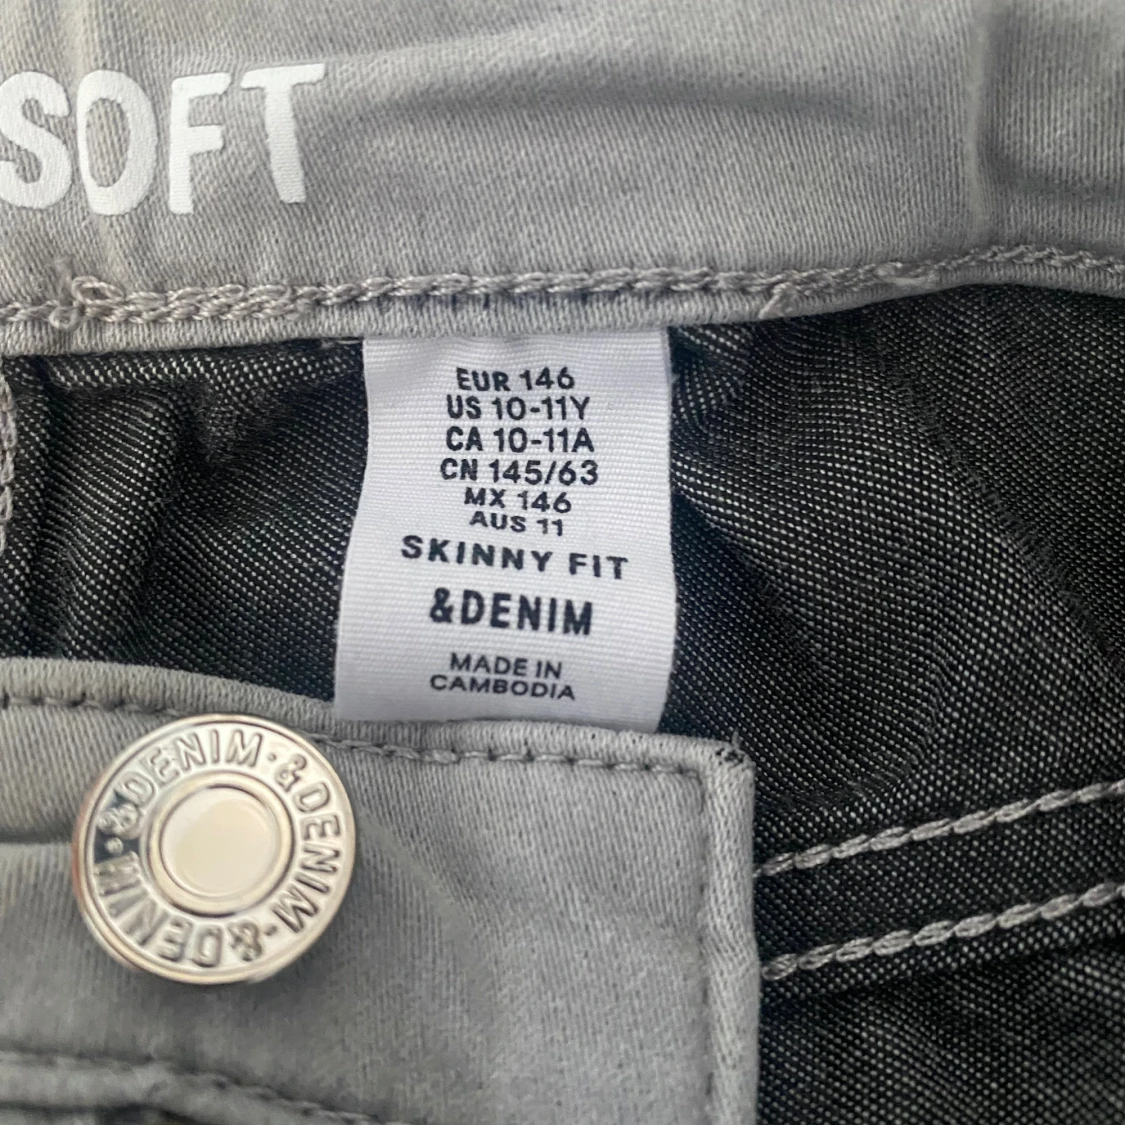 SOFT
EUR 146
US 10-11Y
CA 10-11A
CN 145/63
MX 146
AUS 11
SKINNY FIT
&DENIM
MADE IN
CAMBODIA
&DENIM·&DENIM·&DENIM·